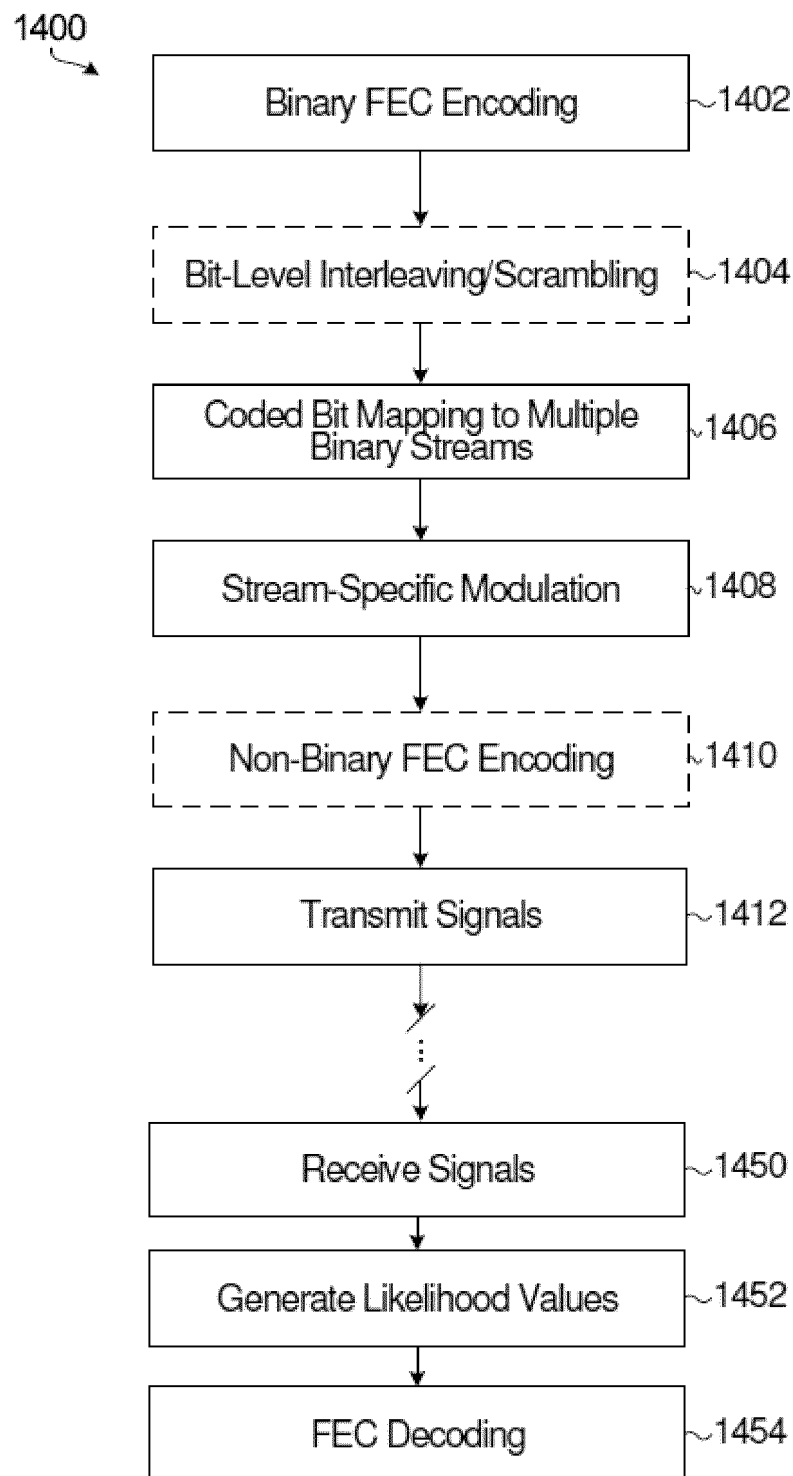 1400
Binary FEC Encoding
1402
Bit-Level Interleaving/Scrambling
1404
Coded Bit Mapping to Multiple
Binary Streams
1406
Stream-Specific Modulation
1408
Non-Binary FEC Encoding
1410
Transmit Signals
1412
Receive Signals
1450
Generate Likelihood Values
1452
FEC Decoding
1454